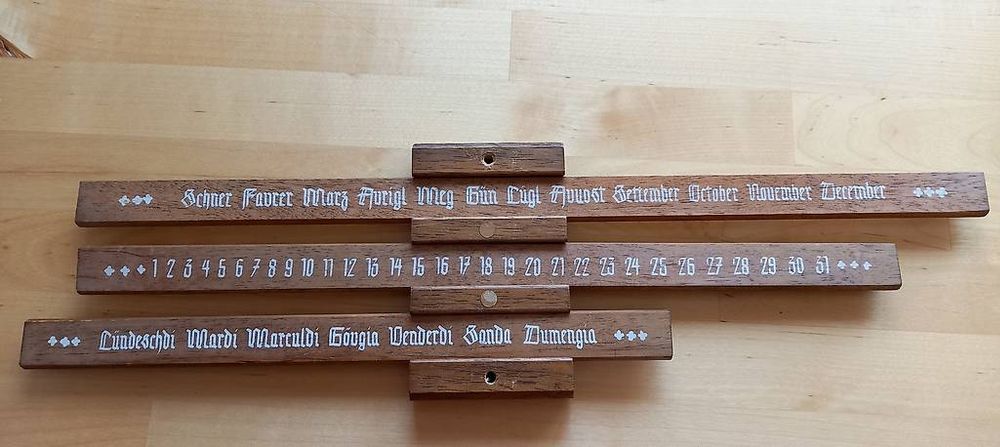 Schner Favrer Marz Avrigl Meg Gün Lügl Avuost Settember October November December
1 2 3 4 5 6 7 8 9 10 11 12 13 14 15 16 17 18 19 20 21 22 23 24 25 26 27 28 29 30 31
Lündeschdi Mardi Marculdi Gövgia Venderdi Sanda Dumengia